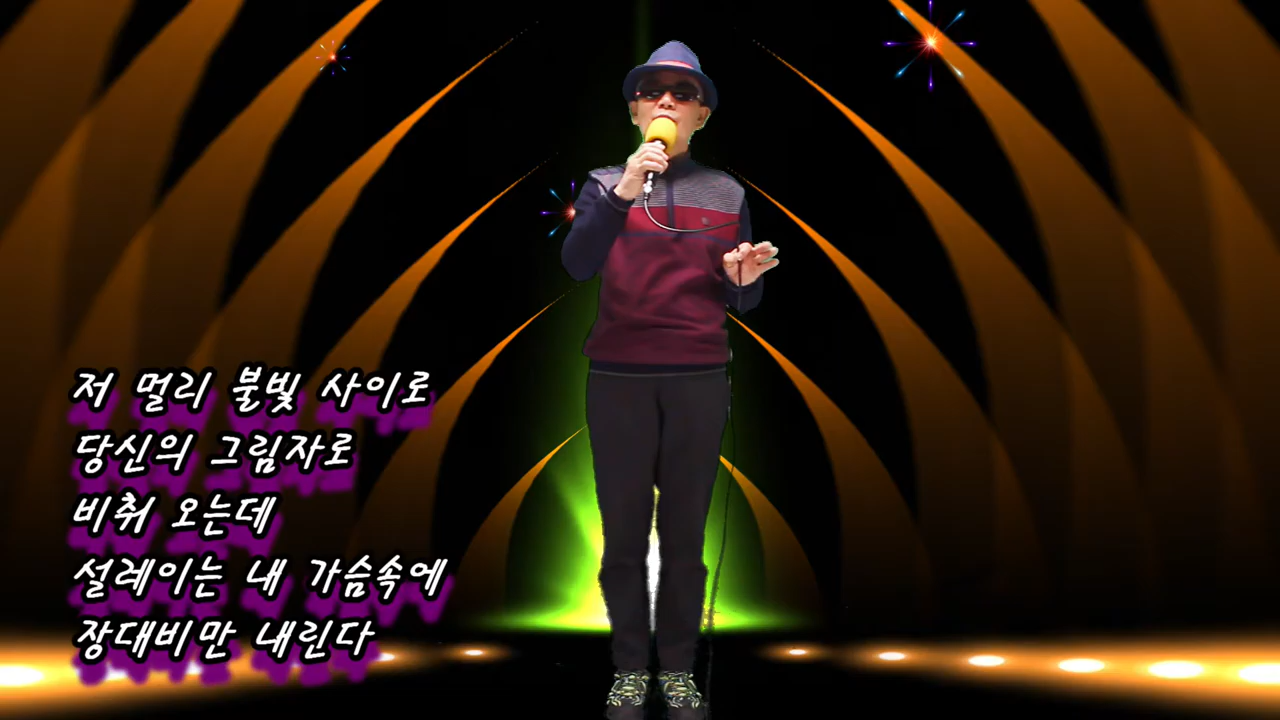 저 멀리 불빛 사이로
당신의 그림자로
비취 오는데
설레이는 내 가슴속에
장대비만 내린다